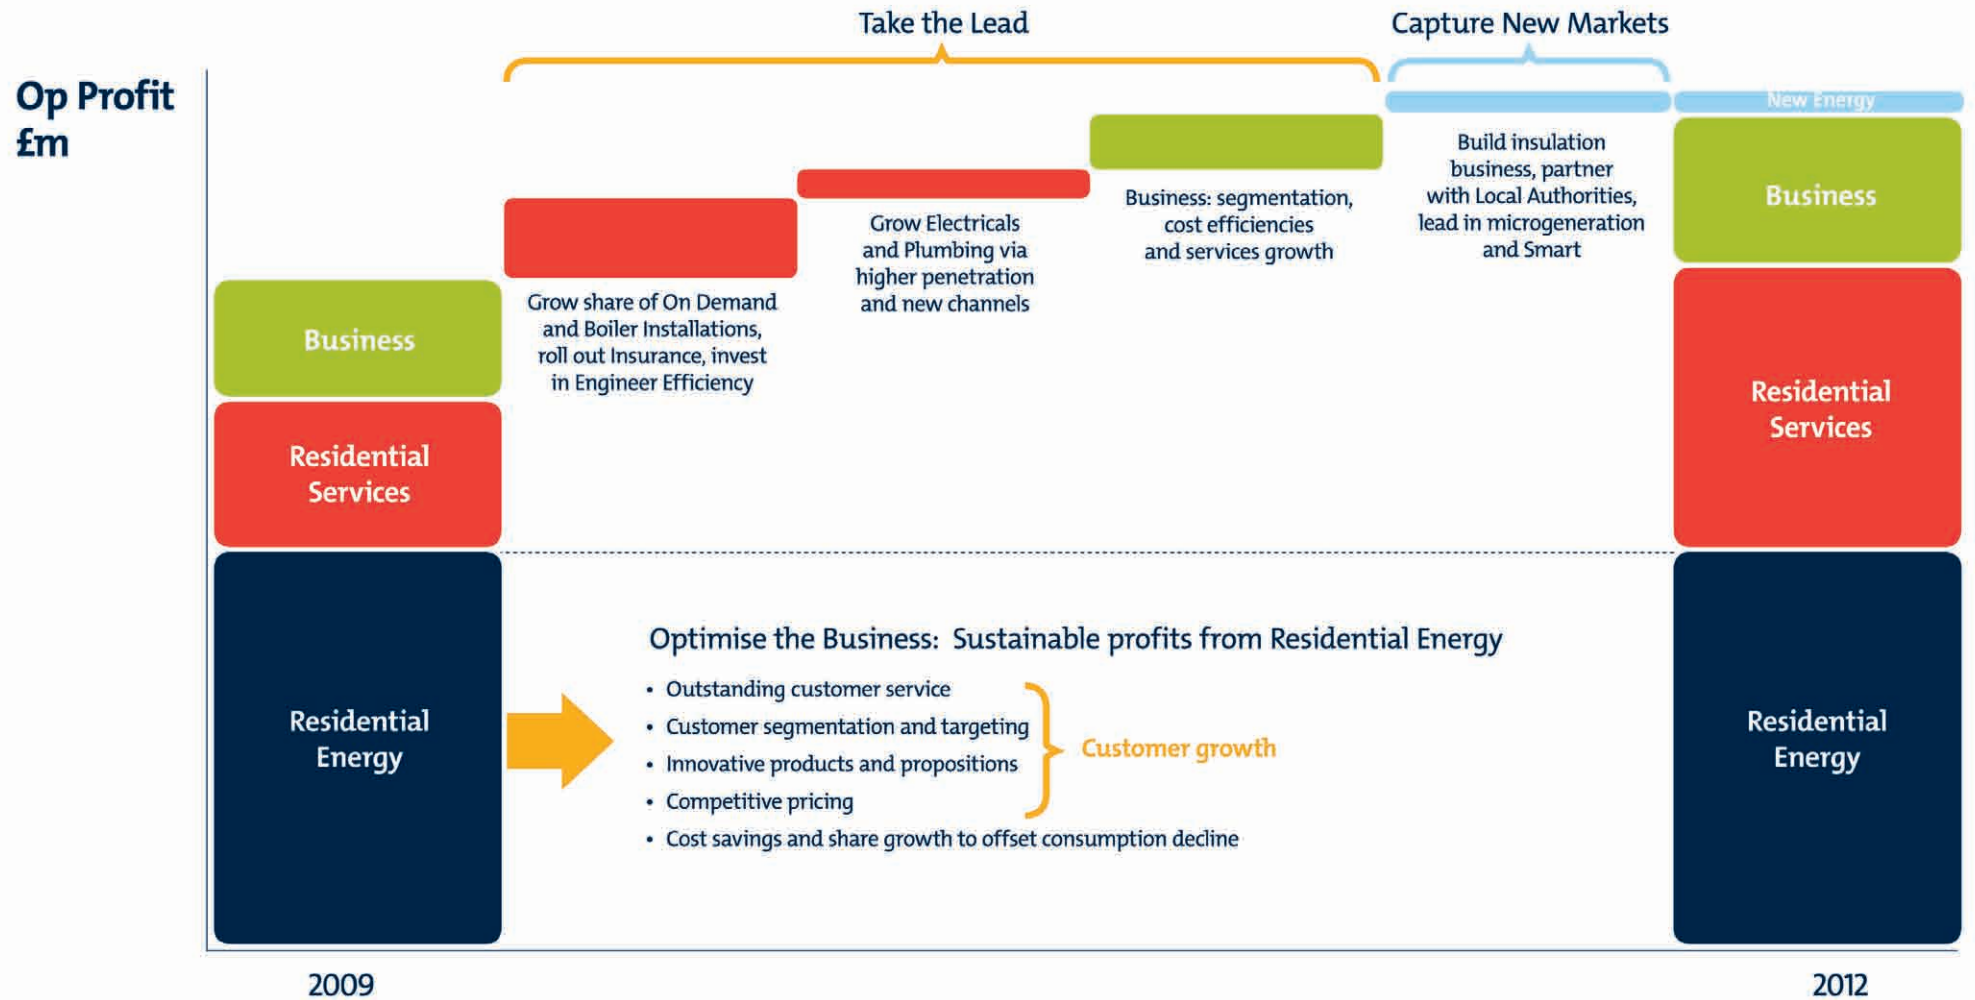 Take the Lead
Capture New Markets
Op Profit
£m
New Energy
Business
Build insulation
business, partner
with Local Authorities,
lead in microgeneration
and Smart
Business: segmentation,
cost efficiencies
and services growth
Grow Electricals
and Plumbing via
higher penetration
and new channels
Grow share of On Demand
and Boiler Installations,
roll out Insurance, invest
in Engineer Efficiency
Business
Residential
Services
Residential
Services
Optimise the Business: Sustainable profits from Residential Energy
• Outstanding customer service
• Customer segmentation and targeting
• Innovative products and propositions
• Competitive pricing
• Cost savings and share growth to offset consumption decline
Customer growth
Residential
Energy
Residential
Energy
2009
2012